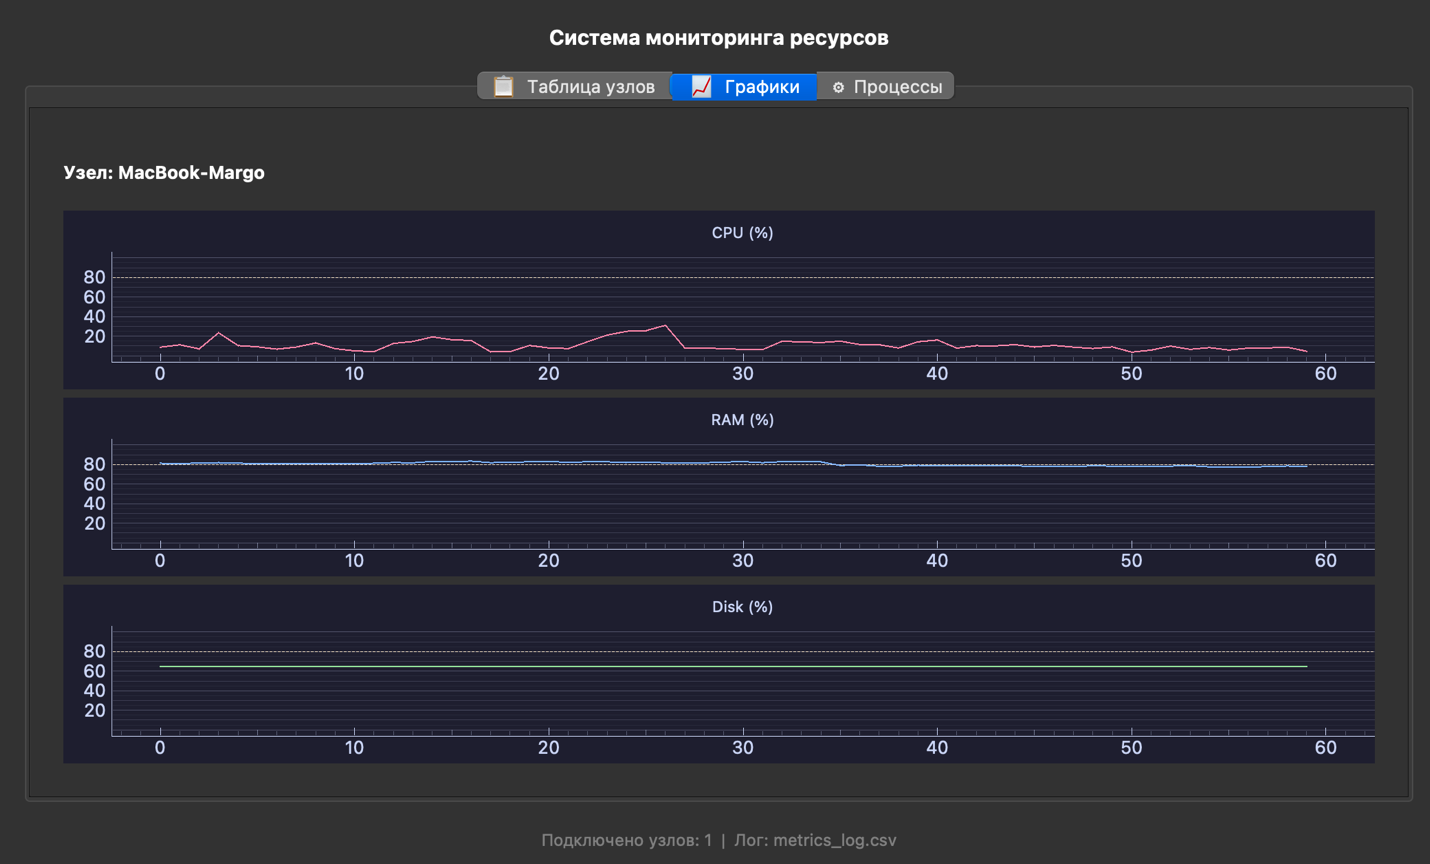 Система мониторинга ресурсов
📋 Таблица узлов 📈 Графики ⚙ Процессы
Узел: MacBook-Margo
CPU (%)
80
60
40
20
0 10 20 30 40 50 60
RAM (%)
80
60
40
20
0 10 20 30 40 50 60
Disk (%)
80
60
40
20
0 10 20 30 40 50 60
Подключено узлов: 1 | Лог: metrics_log.csv